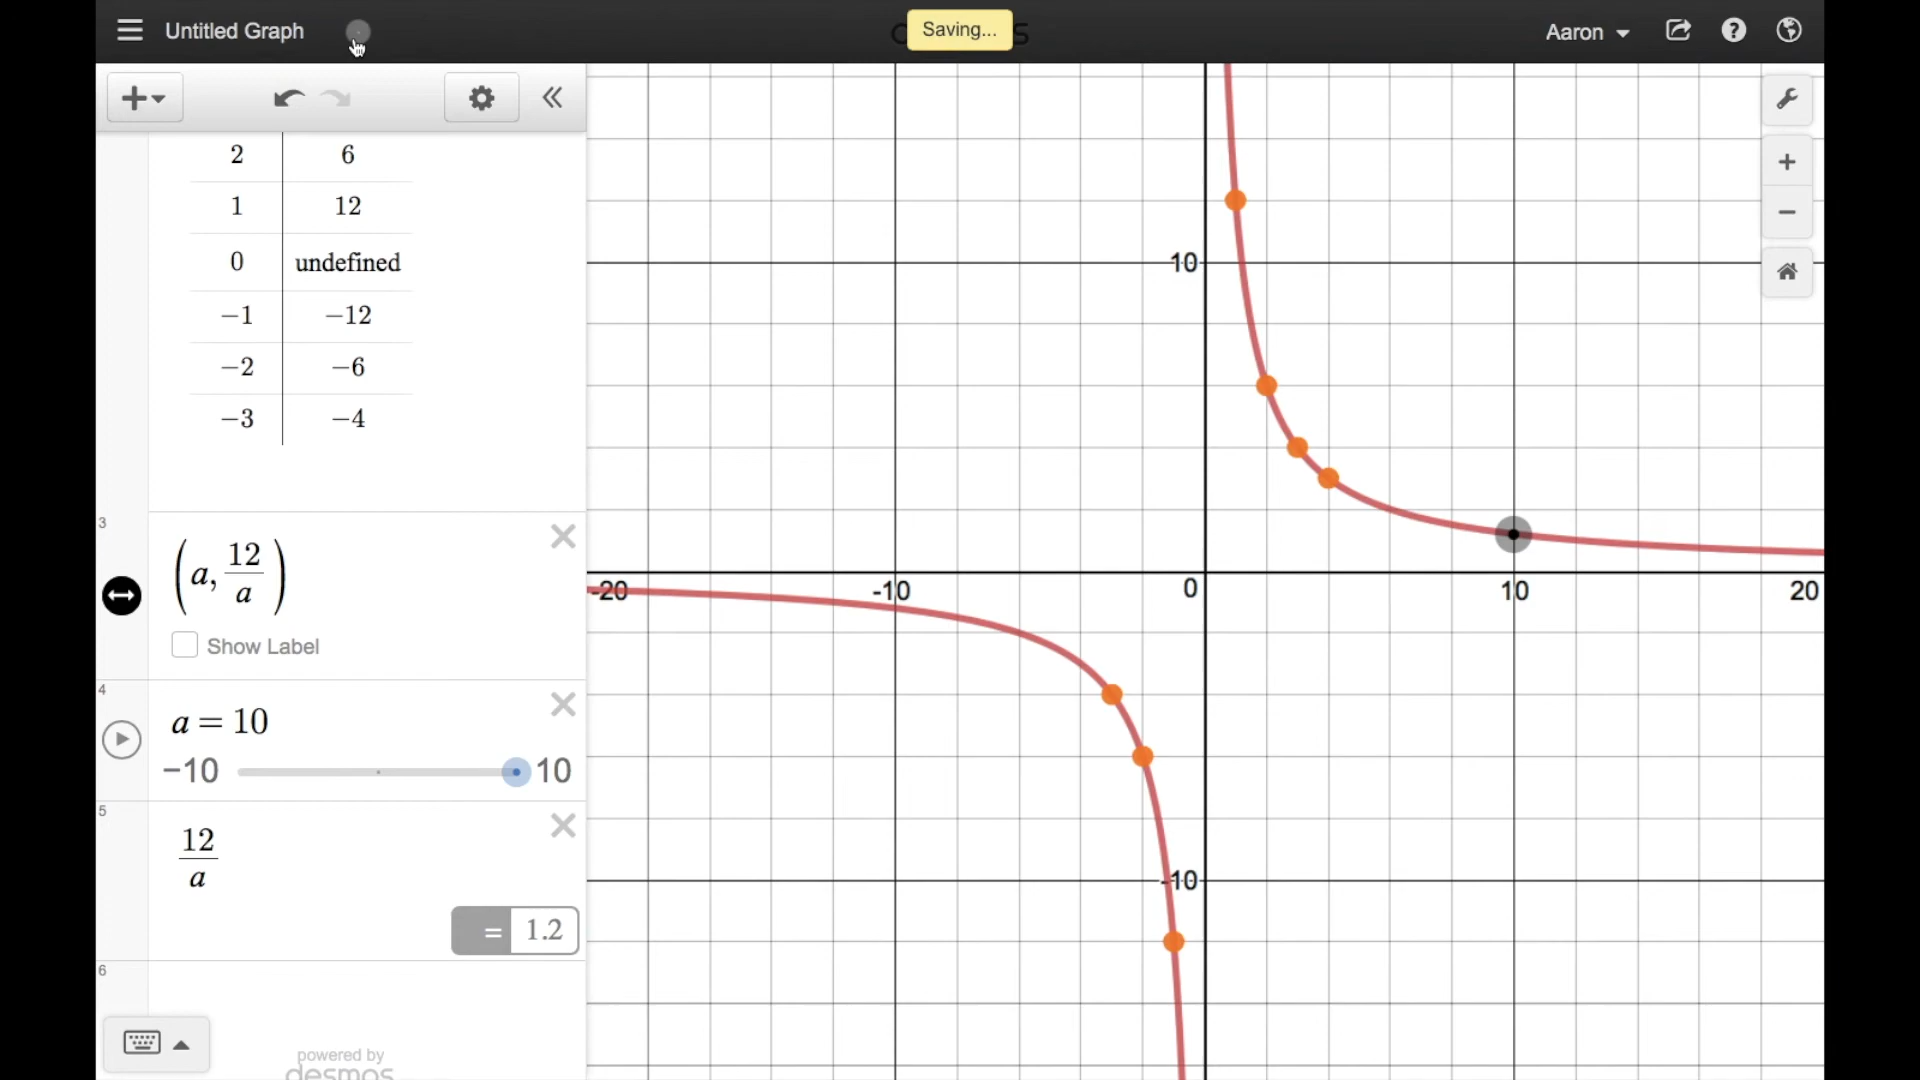 Untitled Graph
Saving...
Aaron
2 6
1 12
0 undefined
−1 −12
−2 −6
−3 −4
3
(a, 12/a)
Show Label
4
a = 10
−10 10
5
12/a
= 1.2
6
powered by
desmos
10
-20 -10 0 10 20
-10